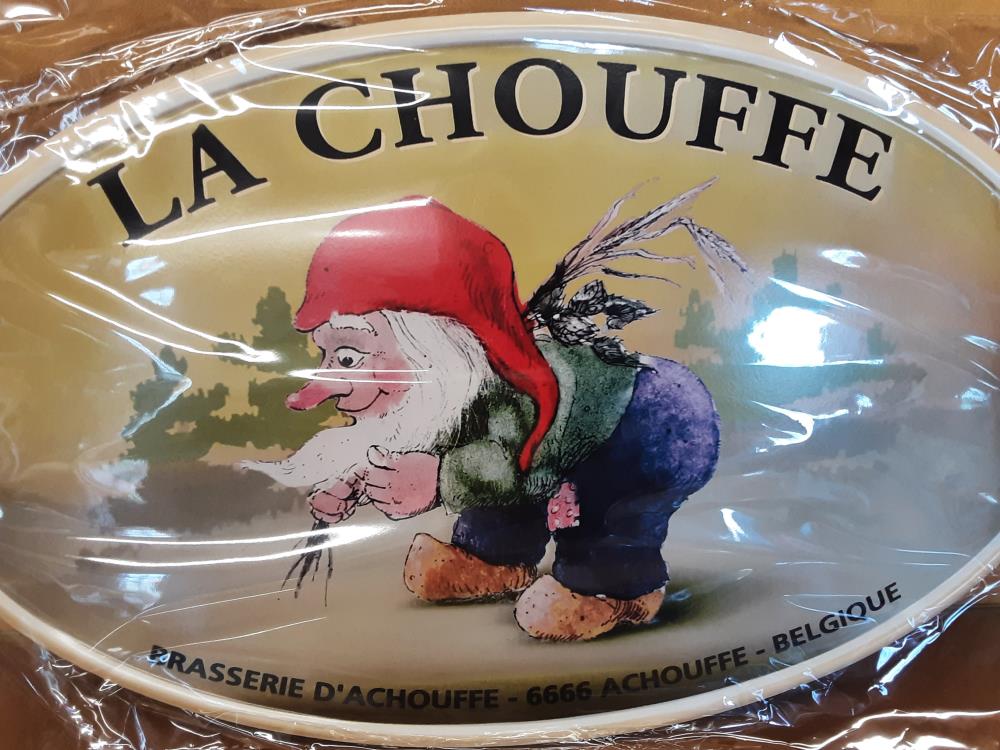 LA CHOUFFE
BRASSERIE D'ACHOUFFE - 6666 ACHOUFFE - BELGIQUE